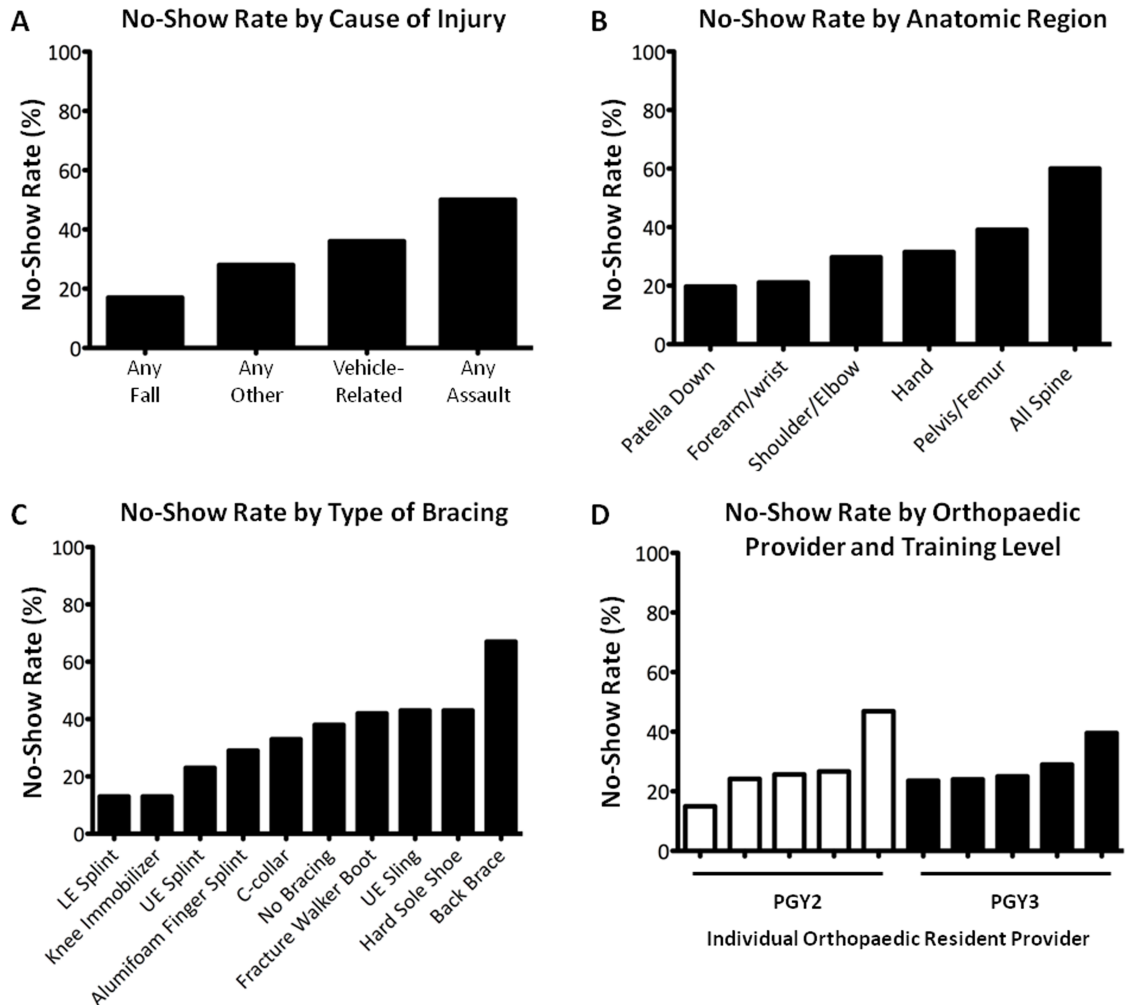 A
No-Show Rate by Cause of Injury
No-Show Rate (%)
100
80
60
40
20
0
Any Fall
Any Other
Vehicle-Related
Any Assault
B
No-Show Rate by Anatomic Region
No-Show Rate (%)
100
80
60
40
20
0
Patella Down
Forearm/wrist
Shoulder/Elbow
Hand
Pelvis/Femur
All Spine
C
No-Show Rate by Type of Bracing
No-Show Rate (%)
100
80
60
40
20
0
LE Splint
Knee Immobilizer
UE Splint
Alumifoam Finger Splint
C-collar
No Bracing
Fracture Walker Boot
UE Sling
Hard Sole Shoe
Back Brace
D
No-Show Rate by Orthopaedic
Provider and Training Level
No-Show Rate (%)
100
80
60
40
20
0
PGY2
PGY3
Individual Orthopaedic Resident Provider